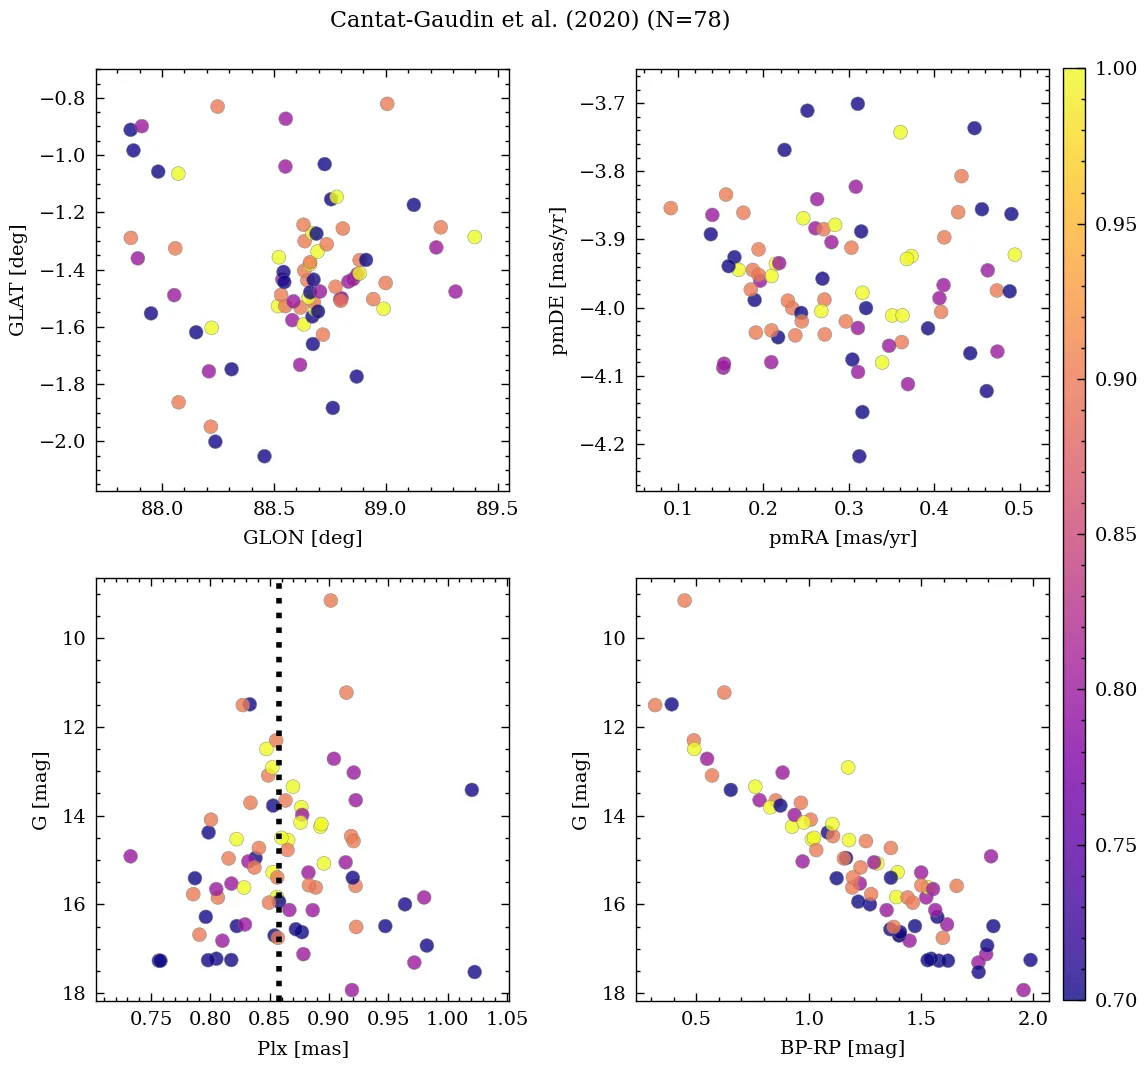 Cantat-Gaudin et al. (2020) (N=78)
−0.8
−1.0
−1.2
−1.4
−1.6
−1.8
−2.0
GLAT [deg]
88.0 88.5 89.0 89.5
GLON [deg]
−3.7
−3.8
−3.9
−4.0
−4.1
−4.2
pmDE [mas/yr]
0.1 0.2 0.3 0.4 0.5
pmRA [mas/yr]
10
12
14
16
18
G [mag]
0.75 0.80 0.85 0.90 0.95 1.00 1.05
Plx [mas]
10
12
14
16
18
G [mag]
0.5 1.0 1.5 2.0
BP-RP [mag]
1.00
0.95
0.90
0.85
0.80
0.75
0.70